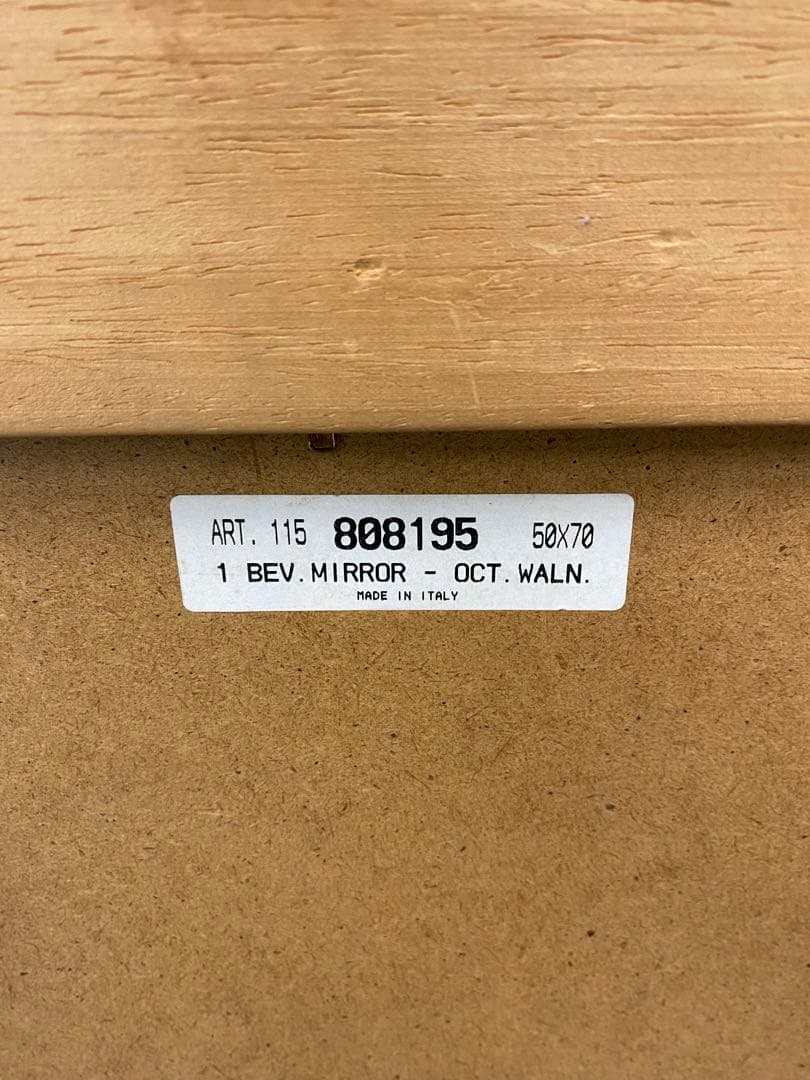 ART. 115 808195 50X70
1 BEV. MIRROR - OCT. WALN.
MADE IN ITALY